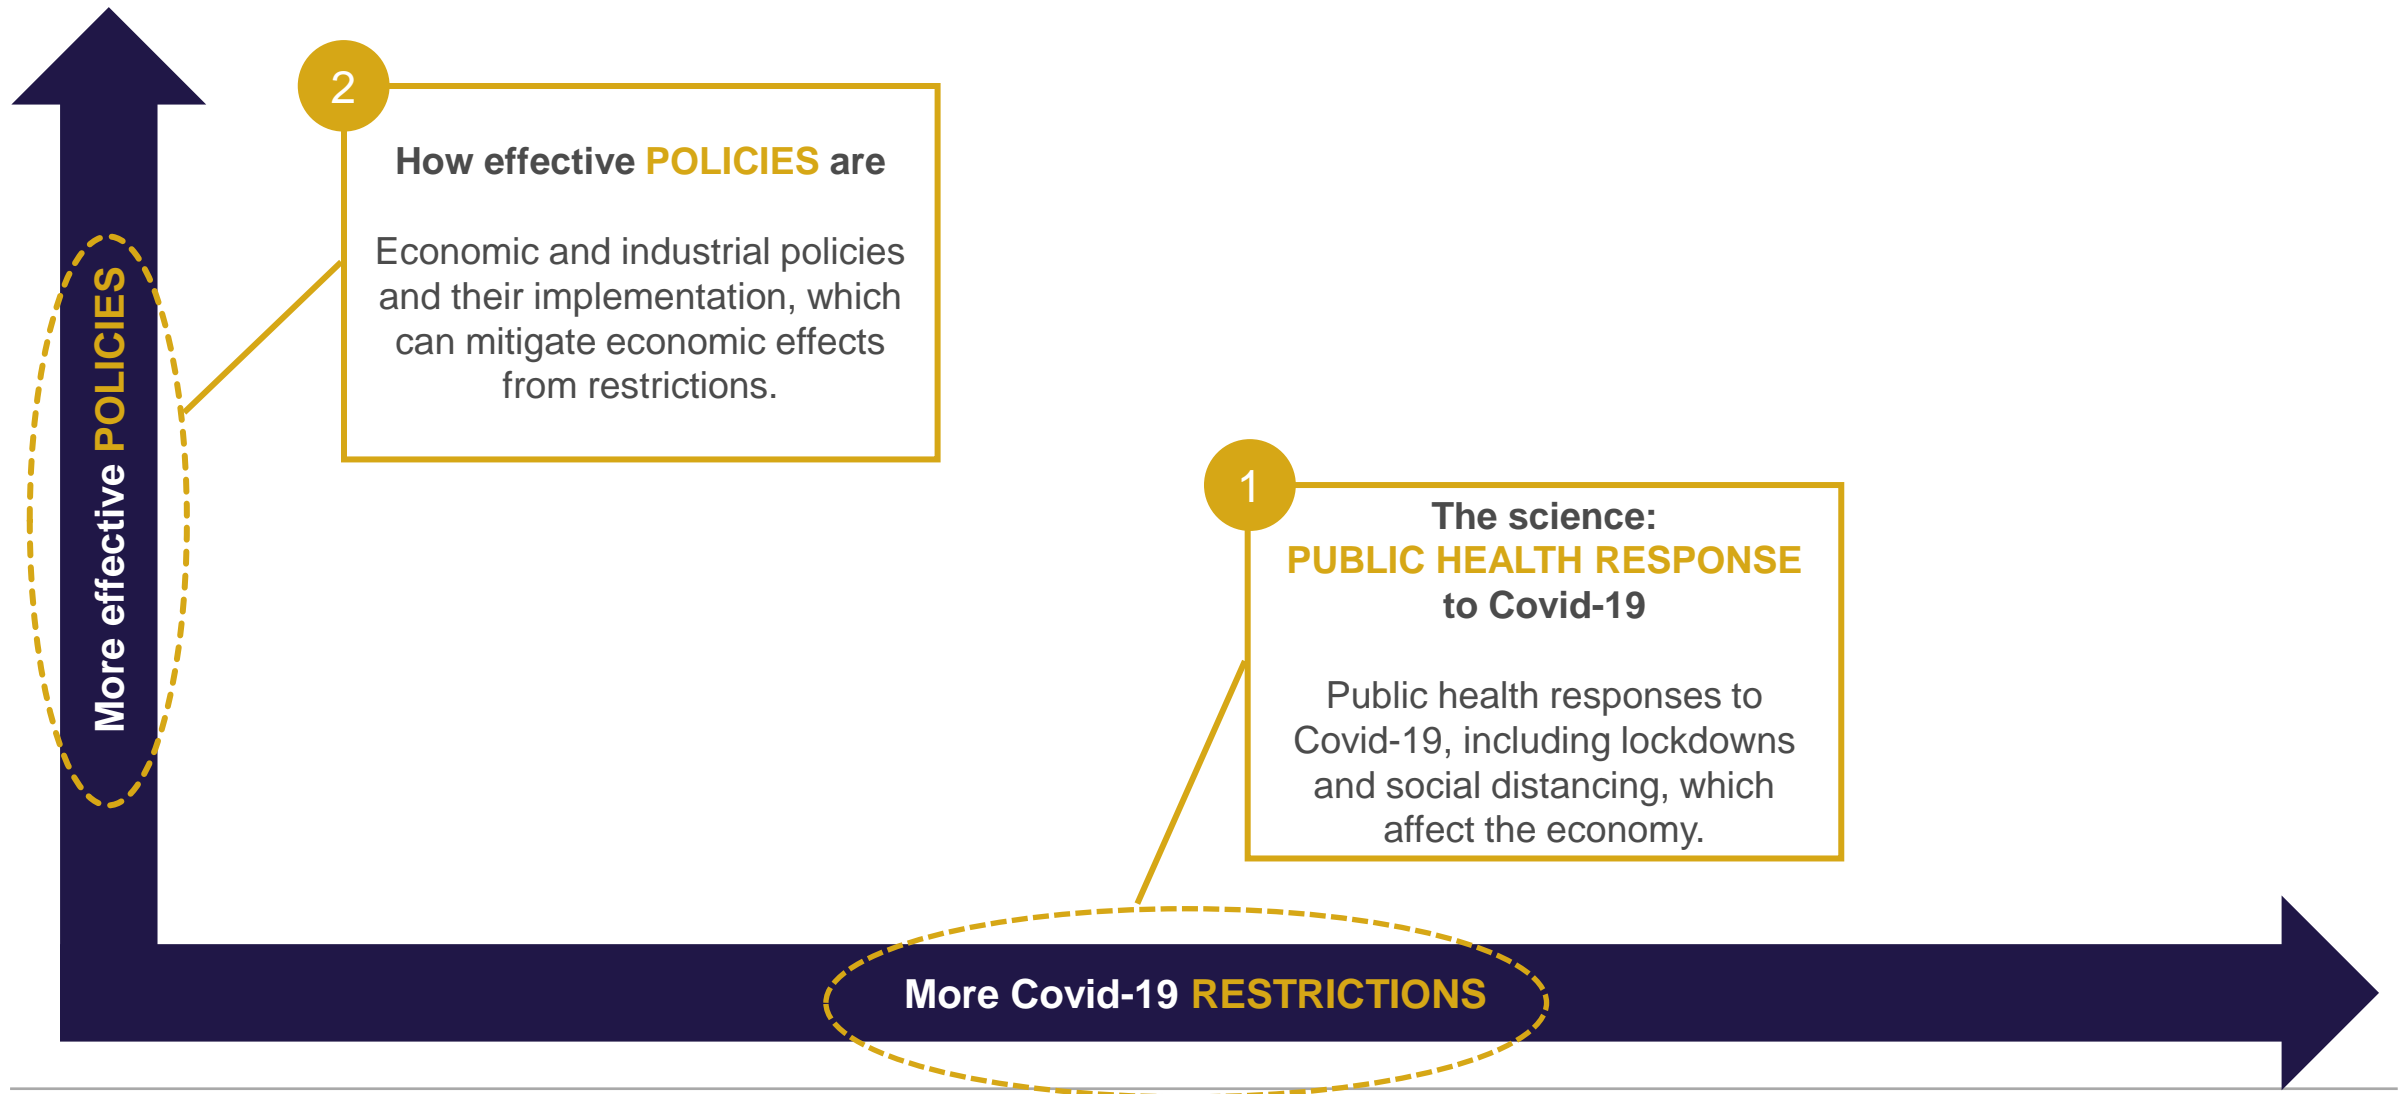 2
How effective POLICIES are
Economic and industrial policies
and their implementation, which
can mitigate economic effects
from restrictions.
More effective POLICIES
1
The science:
PUBLIC HEALTH RESPONSE
to Covid-19
Public health responses to
Covid-19, including lockdowns
and social distancing, which
affect the economy.
More Covid-19 RESTRICTIONS